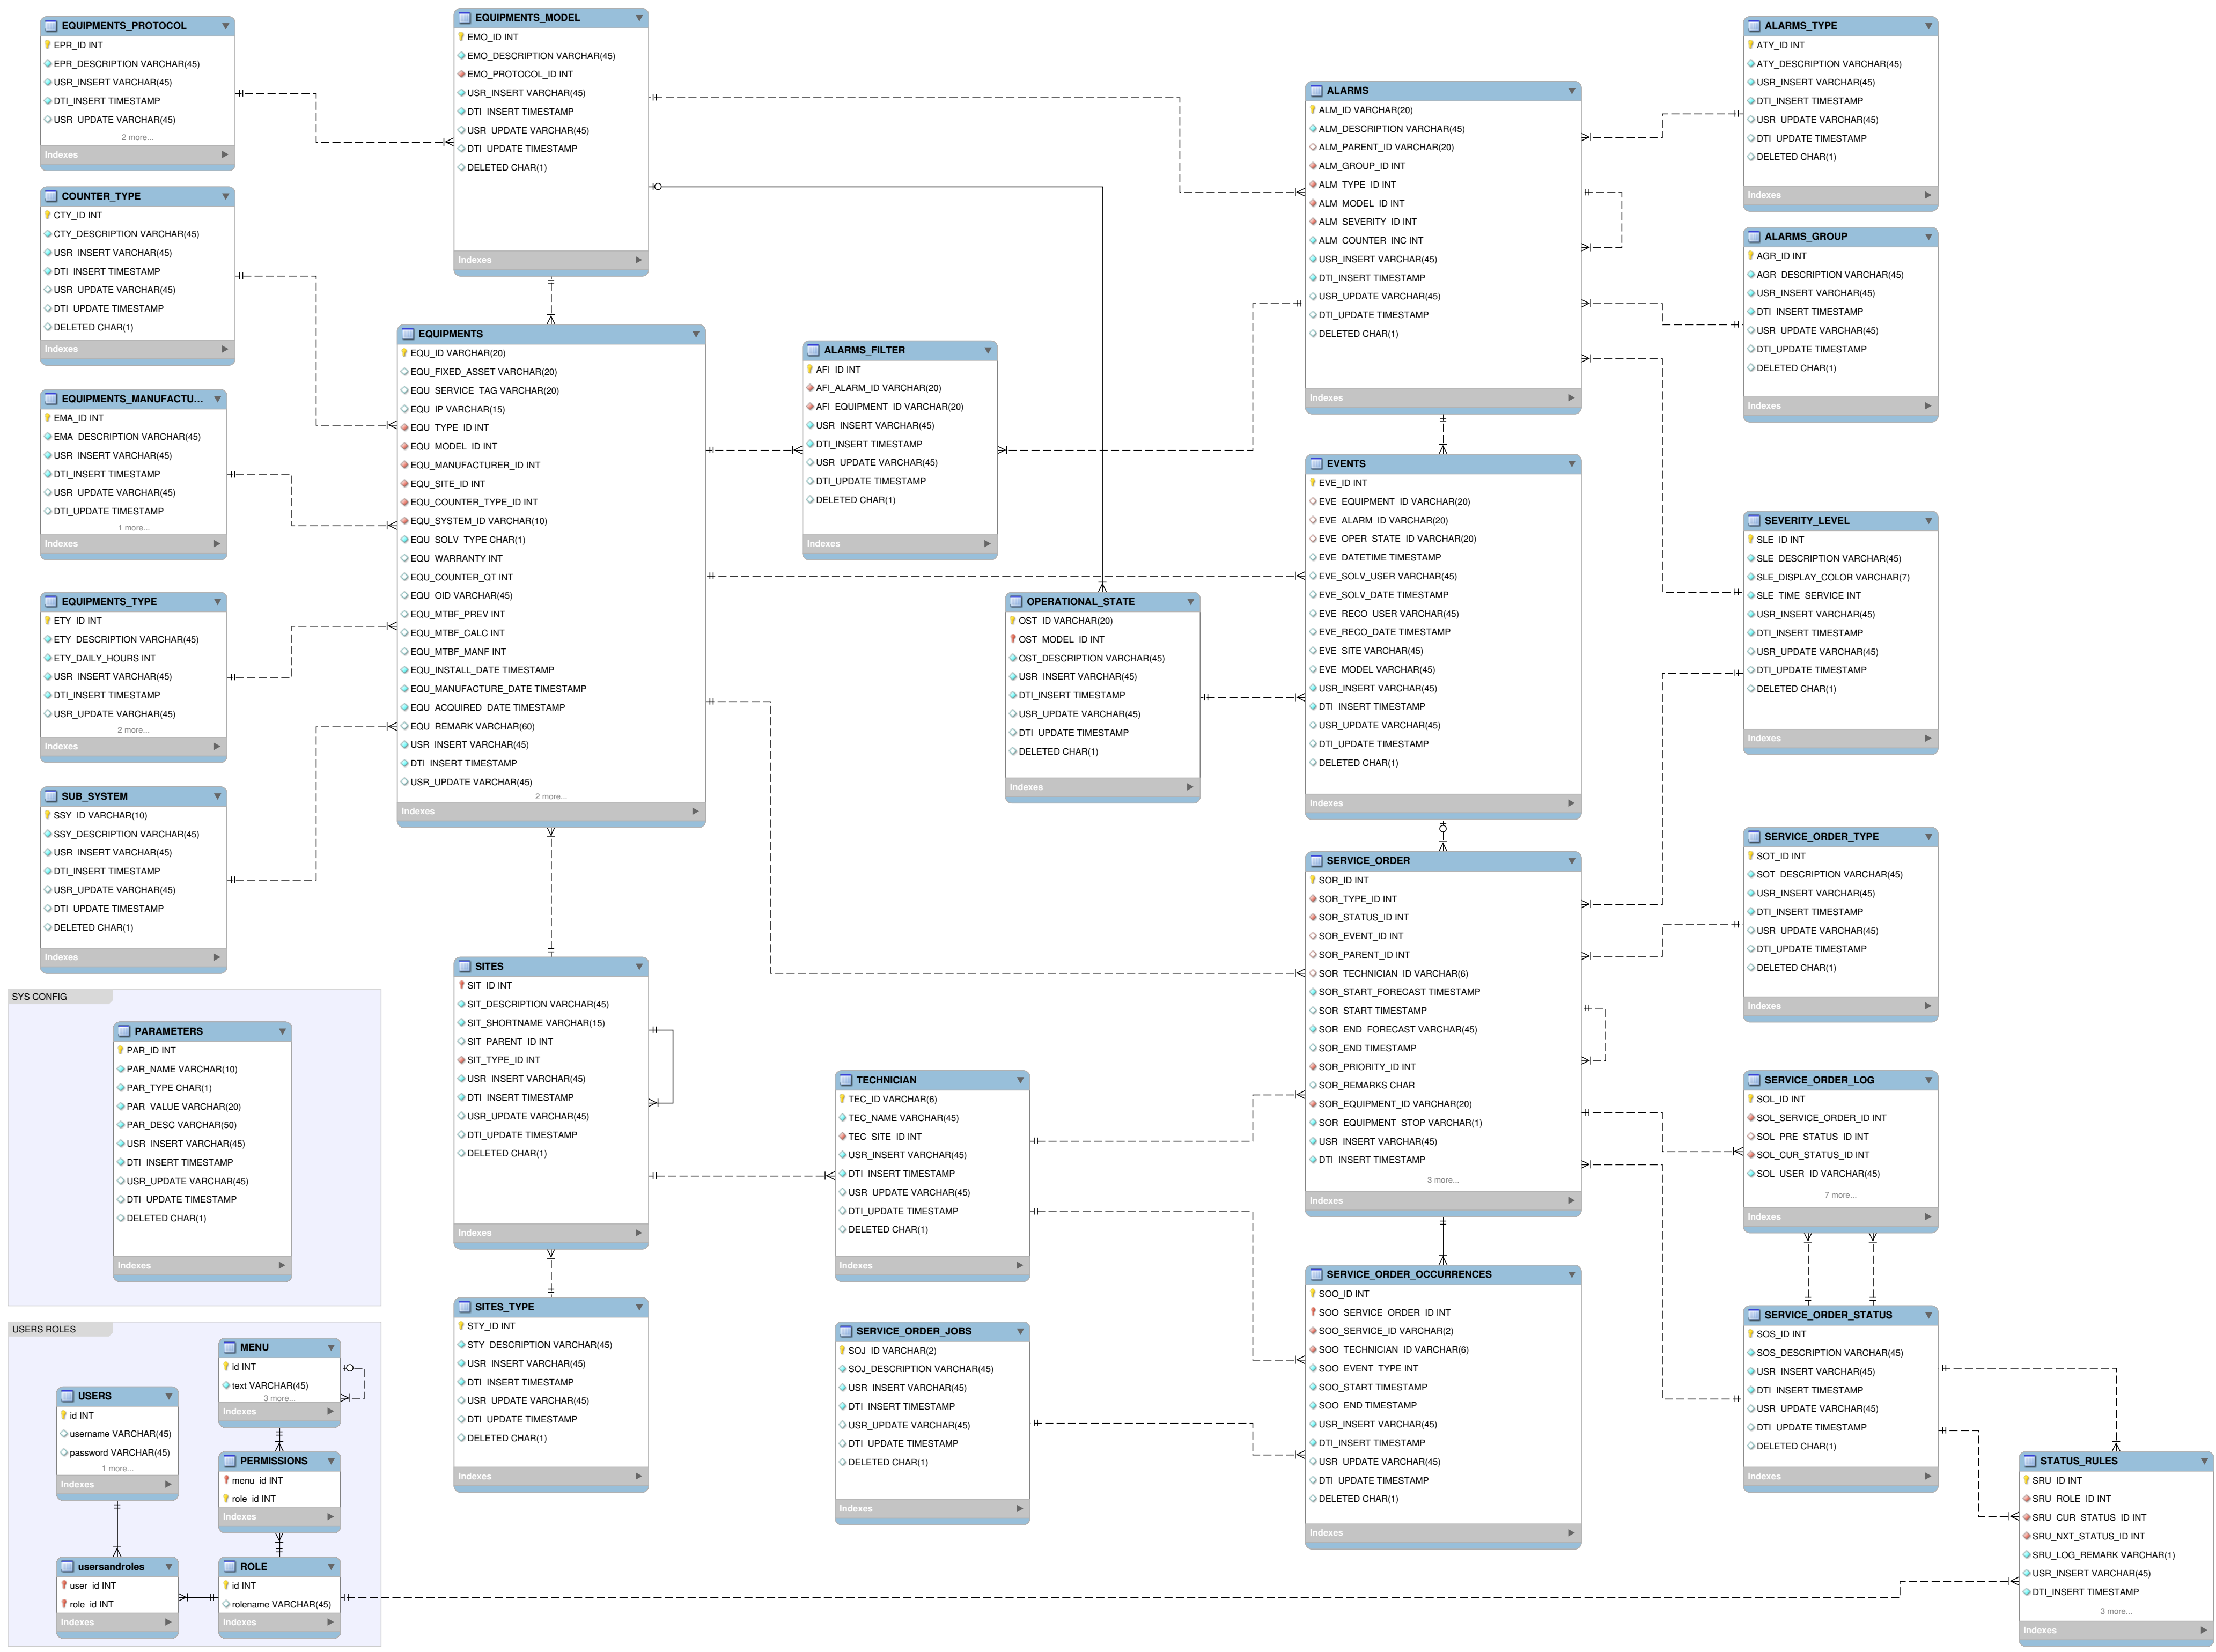 EQUIPMENTS_PROTOCOL
EPR_ID INT
EPR_DESCRIPTION VARCHAR(45)
USR_INSERT VARCHAR(45)
DTI_INSERT TIMESTAMP
USR_UPDATE VARCHAR(45)
2 more...
Indexes
COUNTER_TYPE
CTY_ID INT
CTY_DESCRIPTION VARCHAR(45)
USR_INSERT VARCHAR(45)
DTI_INSERT TIMESTAMP
USR_UPDATE VARCHAR(45)
DTI_UPDATE TIMESTAMP
DELETED CHAR(1)
Indexes
EQUIPMENTS_MANUFACTU...
EMA_ID INT
EMA_DESCRIPTION VARCHAR(45)
USR_INSERT VARCHAR(45)
DTI_INSERT TIMESTAMP
USR_UPDATE VARCHAR(45)
DTI_UPDATE TIMESTAMP
1 more...
Indexes
EQUIPMENTS_TYPE
ETY_ID INT
ETY_DESCRIPTION VARCHAR(45)
ETY_DAILY_HOURS INT
USR_INSERT VARCHAR(45)
DTI_INSERT TIMESTAMP
USR_UPDATE VARCHAR(45)
2 more...
Indexes
SUB_SYSTEM
SSY_ID VARCHAR(10)
SSY_DESCRIPTION VARCHAR(45)
USR_INSERT VARCHAR(45)
DTI_INSERT TIMESTAMP
USR_UPDATE VARCHAR(45)
DTI_UPDATE TIMESTAMP
DELETED CHAR(1)
Indexes
SYS CONFIG
PARAMETERS
PAR_ID INT
PAR_NAME VARCHAR(10)
PAR_TYPE CHAR(1)
PAR_VALUE VARCHAR(20)
PAR_DESC VARCHAR(50)
USR_INSERT VARCHAR(45)
DTI_INSERT TIMESTAMP
USR_UPDATE VARCHAR(45)
DTI_UPDATE TIMESTAMP
DELETED CHAR(1)
Indexes
USERS ROLES
MENU
id INT
text VARCHAR(45)
3 more...
Indexes
USERS
id INT
username VARCHAR(45)
password VARCHAR(45)
1 more...
Indexes
PERMISSIONS
menu_id INT
role_id INT
Indexes
usersandroles
user_id INT
role_id INT
Indexes
ROLE
id INT
rolename VARCHAR(45)
Indexes
EQUIPMENTS_MODEL
EMO_ID INT
EMO_DESCRIPTION VARCHAR(45)
EMO_PROTOCOL_ID INT
USR_INSERT VARCHAR(45)
DTI_INSERT TIMESTAMP
USR_UPDATE VARCHAR(45)
DTI_UPDATE TIMESTAMP
DELETED CHAR(1)
Indexes
EQUIPMENTS
EQU_ID VARCHAR(20)
EQU_FIXED_ASSET VARCHAR(20)
EQU_SERVICE_TAG VARCHAR(20)
EQU_IP VARCHAR(15)
EQU_TYPE_ID INT
EQU_MODEL_ID INT
EQU_MANUFACTURER_ID INT
EQU_SITE_ID INT
EQU_COUNTER_TYPE_ID INT
EQU_SYSTEM_ID VARCHAR(10)
EQU_SOLV_TYPE CHAR(1)
EQU_WARRANTY INT
EQU_COUNTER_QT INT
EQU_OID VARCHAR(45)
EQU_MTBF_PREV INT
EQU_MTBF_CALC INT
EQU_MTBF_MANF INT
EQU_INSTALL_DATE TIMESTAMP
EQU_MANUFACTURE_DATE TIMESTAMP
EQU_ACQUIRED_DATE TIMESTAMP
EQU_REMARK VARCHAR(60)
USR_INSERT VARCHAR(45)
DTI_INSERT TIMESTAMP
USR_UPDATE VARCHAR(45)
2 more...
Indexes
SITES
SIT_ID INT
SIT_DESCRIPTION VARCHAR(45)
SIT_SHORTNAME VARCHAR(15)
SIT_PARENT_ID INT
SIT_TYPE_ID INT
USR_INSERT VARCHAR(45)
DTI_INSERT TIMESTAMP
USR_UPDATE VARCHAR(45)
DTI_UPDATE TIMESTAMP
DELETED CHAR(1)
Indexes
SITES_TYPE
STY_ID INT
STY_DESCRIPTION VARCHAR(45)
USR_INSERT VARCHAR(45)
DTI_INSERT TIMESTAMP
USR_UPDATE VARCHAR(45)
DTI_UPDATE TIMESTAMP
DELETED CHAR(1)
Indexes
ALARMS_FILTER
AFI_ID INT
AFI_ALARM_ID VARCHAR(20)
AFI_EQUIPMENT_ID VARCHAR(20)
USR_INSERT VARCHAR(45)
DTI_INSERT TIMESTAMP
USR_UPDATE VARCHAR(45)
DTI_UPDATE TIMESTAMP
DELETED CHAR(1)
Indexes
OPERATIONAL_STATE
OST_ID VARCHAR(20)
OST_MODEL_ID INT
OST_DESCRIPTION VARCHAR(45)
USR_INSERT VARCHAR(45)
DTI_INSERT TIMESTAMP
USR_UPDATE VARCHAR(45)
DTI_UPDATE TIMESTAMP
DELETED CHAR(1)
Indexes
TECHNICIAN
TEC_ID VARCHAR(6)
TEC_NAME VARCHAR(45)
TEC_SITE_ID INT
USR_INSERT VARCHAR(45)
DTI_INSERT TIMESTAMP
USR_UPDATE VARCHAR(45)
DTI_UPDATE TIMESTAMP
DELETED CHAR(1)
Indexes
SERVICE_ORDER_JOBS
SOJ_ID VARCHAR(2)
SOJ_DESCRIPTION VARCHAR(45)
USR_INSERT VARCHAR(45)
DTI_INSERT TIMESTAMP
USR_UPDATE VARCHAR(45)
DTI_UPDATE TIMESTAMP
DELETED CHAR(1)
Indexes
ALARMS
ALM_ID VARCHAR(20)
ALM_DESCRIPTION VARCHAR(45)
ALM_PARENT_ID VARCHAR(20)
ALM_GROUP_ID INT
ALM_TYPE_ID INT
ALM_MODEL_ID INT
ALM_SEVERITY_ID INT
ALM_COUNTER_INC INT
USR_INSERT VARCHAR(45)
DTI_INSERT TIMESTAMP
USR_UPDATE VARCHAR(45)
DTI_UPDATE TIMESTAMP
DELETED CHAR(1)
Indexes
EVENTS
EVE_ID INT
EVE_EQUIPMENT_ID VARCHAR(20)
EVE_ALARM_ID VARCHAR(20)
EVE_OPER_STATE_ID VARCHAR(20)
EVE_DATETIME TIMESTAMP
EVE_SOLV_USER VARCHAR(45)
EVE_SOLV_DATE TIMESTAMP
EVE_RECO_USER VARCHAR(45)
EVE_RECO_DATE TIMESTAMP
EVE_SITE VARCHAR(45)
EVE_MODEL VARCHAR(45)
USR_INSERT VARCHAR(45)
DTI_INSERT TIMESTAMP
USR_UPDATE VARCHAR(45)
DTI_UPDATE TIMESTAMP
DELETED CHAR(1)
Indexes
SERVICE_ORDER
SOR_ID INT
SOR_TYPE_ID INT
SOR_STATUS_ID INT
SOR_EVENT_ID INT
SOR_PARENT_ID INT
SOR_TECHNICIAN_ID VARCHAR(6)
SOR_START_FORECAST TIMESTAMP
SOR_START TIMESTAMP
SOR_END_FORECAST VARCHAR(45)
SOR_END TIMESTAMP
SOR_PRIORITY_ID INT
SOR_REMARKS CHAR
SOR_EQUIPMENT_ID VARCHAR(20)
SOR_EQUIPMENT_STOP VARCHAR(1)
USR_INSERT VARCHAR(45)
DTI_INSERT TIMESTAMP
3 more...
Indexes
SERVICE_ORDER_OCCURRENCES
SOO_ID INT
SOO_SERVICE_ORDER_ID INT
SOO_SERVICE_ID VARCHAR(2)
SOO_TECHNICIAN_ID VARCHAR(6)
SOO_EVENT_TYPE INT
SOO_START TIMESTAMP
SOO_END TIMESTAMP
USR_INSERT VARCHAR(45)
DTI_INSERT TIMESTAMP
USR_UPDATE VARCHAR(45)
DTI_UPDATE TIMESTAMP
DELETED CHAR(1)
Indexes
ALARMS_TYPE
ATY_ID INT
ATY_DESCRIPTION VARCHAR(45)
USR_INSERT VARCHAR(45)
DTI_INSERT TIMESTAMP
USR_UPDATE VARCHAR(45)
DTI_UPDATE TIMESTAMP
DELETED CHAR(1)
Indexes
ALARMS_GROUP
AGR_ID INT
AGR_DESCRIPTION VARCHAR(45)
USR_INSERT VARCHAR(45)
DTI_INSERT TIMESTAMP
USR_UPDATE VARCHAR(45)
DTI_UPDATE TIMESTAMP
DELETED CHAR(1)
Indexes
SEVERITY_LEVEL
SLE_ID INT
SLE_DESCRIPTION VARCHAR(45)
SLE_DISPLAY_COLOR VARCHAR(7)
SLE_TIME_SERVICE INT
USR_INSERT VARCHAR(45)
DTI_INSERT TIMESTAMP
USR_UPDATE VARCHAR(45)
DTI_UPDATE TIMESTAMP
DELETED CHAR(1)
Indexes
SERVICE_ORDER_TYPE
SOT_ID INT
SOT_DESCRIPTION VARCHAR(45)
USR_INSERT VARCHAR(45)
DTI_INSERT TIMESTAMP
USR_UPDATE VARCHAR(45)
DTI_UPDATE TIMESTAMP
DELETED CHAR(1)
Indexes
SERVICE_ORDER_LOG
SOL_ID INT
SOL_SERVICE_ORDER_ID INT
SOL_PRE_STATUS_ID INT
SOL_CUR_STATUS_ID INT
SOL_USER_ID VARCHAR(45)
7 more...
Indexes
SERVICE_ORDER_STATUS
SOS_ID INT
SOS_DESCRIPTION VARCHAR(45)
USR_INSERT VARCHAR(45)
DTI_INSERT TIMESTAMP
USR_UPDATE VARCHAR(45)
DTI_UPDATE TIMESTAMP
DELETED CHAR(1)
Indexes
STATUS_RULES
SRU_ID INT
SRU_ROLE_ID INT
SRU_CUR_STATUS_ID INT
SRU_NXT_STATUS_ID INT
SRU_LOG_REMARK VARCHAR(1)
USR_INSERT VARCHAR(45)
DTI_INSERT TIMESTAMP
3 more...
Indexes